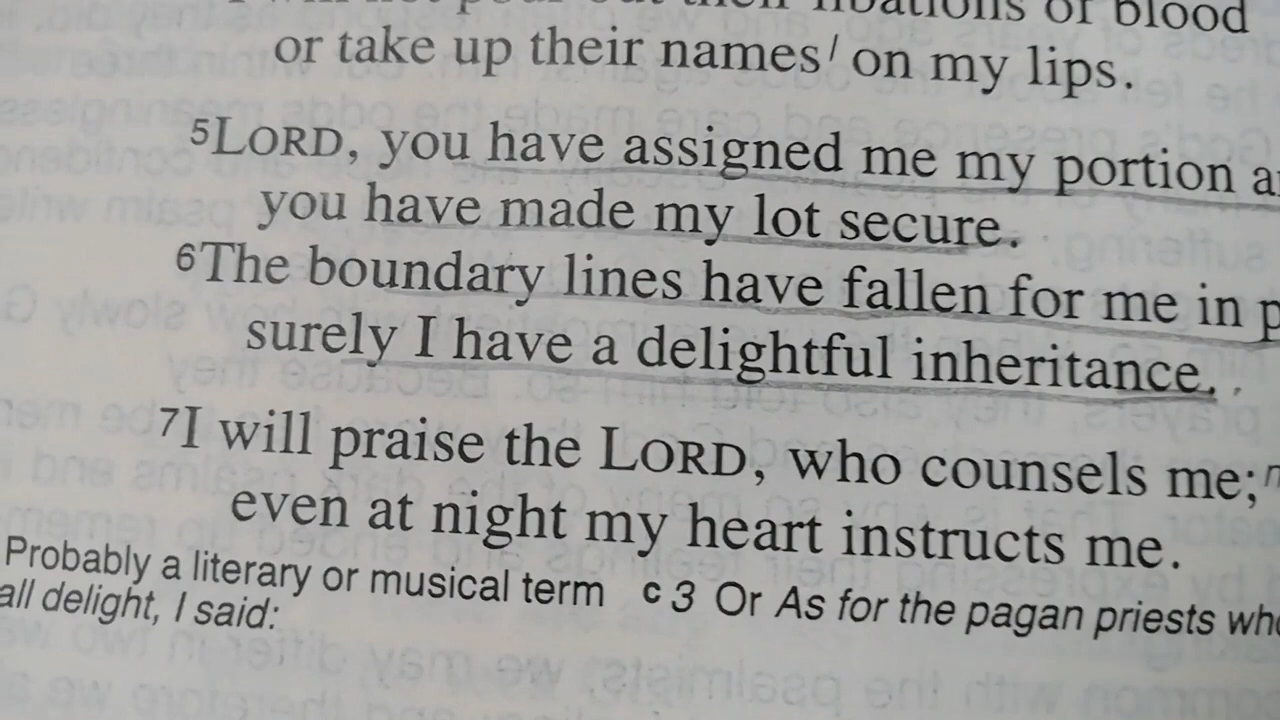 libations of blood
or take up their names l on my lips.
5LORD, you have assigned me my portion
you have made my lot secure.
6The boundary lines have fallen for me in
surely I have a delightful inheritance.
7I will praise the LORD, who counsels me;
even at night my heart instructs me.
Probably a literary or musical term c 3 Or As for the pagan priests
all delight, I said: